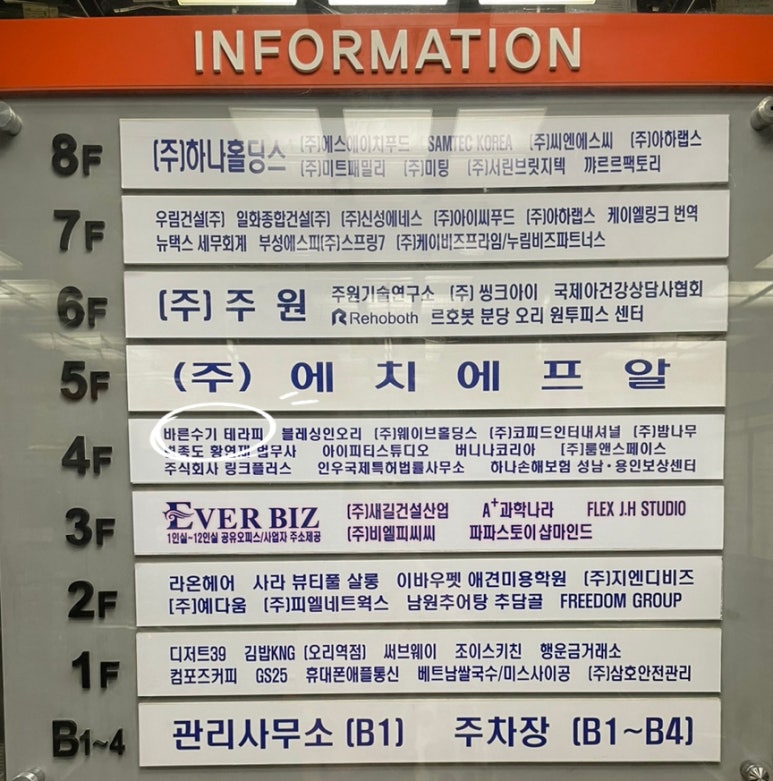 INFORMATION
8F
(주)하나홀딩스 (주)에스에이치푸드 SAMTEC KOREA (주)씨엔에스씨 (주)아하랩스
(주)미트패밀리 (주)미팅 (주)서린브릿지텍 까르르팩토리
7F
우림건설(주) 일화종합건설(주) (주)신성에네스 (주)아이씨푸드 (주)아하랩스 케이엘링크 번역
뉴택스 세무회계 부성에스피(주)스프링7 (주)케이비즈프라임/누림비즈파트너스
6F
(주) 주 원 주원기술연구소 (주) 씽크아이 국제아건강상담사협회
Rehoboth 르호봇 분당 오리 원투피스 센터
5F
(주) 에 치 에 프 알
4F
바른수기 테라피 블레싱인오리 (주)웨이브홀딩스 (주)코피드인터내셔널 (주)밤나무
법무사 아이피티스튜디오 버니나코리아 (주)룸앤스페이스
주식회사 링크플러스 인우국제특허법률사무소 하나손해보험 성남·용인보상센터
3F
EVER BIZ (주)새길건설산업 A+과학나라 FLEX J.H STUDIO
1인실~12인실 공유오피스/사업자 주소제공 (주)비엘피씨씨 파파스토이샵마인드
2F
라온헤어 사라 뷰티풀 살롱 이바우펫 애견미용학원 (주)지엔디비즈
(주)예다움 (주)피엘네트웍스 남원추어탕 추담골 FREEDOM GROUP
1F
디저트39 김밥KNG (오리역점) 써브웨이 조이스키친 행운금거래소
컴포즈커피 GS25 휴대폰애플통신 베트남쌀국수/미스사이공 (주)삼호안전관리
B1~4
관리사무소 (B1) 주차장 (B1~B4)